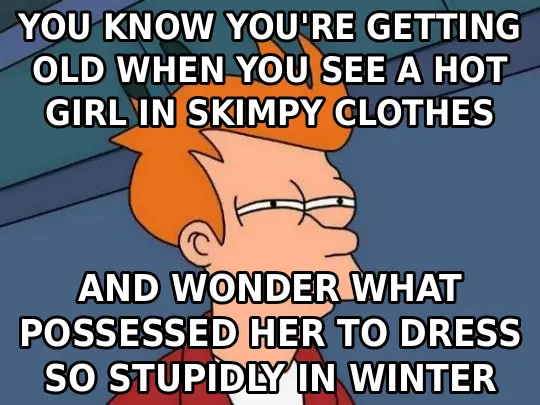 YOU KNOW YOU'RE GETTING
OLD WHEN YOU SEE A HOT
GIRL IN SKIMPY CLOTHES
AND WONDER WHAT
POSSESSED HER TO DRESS
SO STUPIDLY IN WINTER